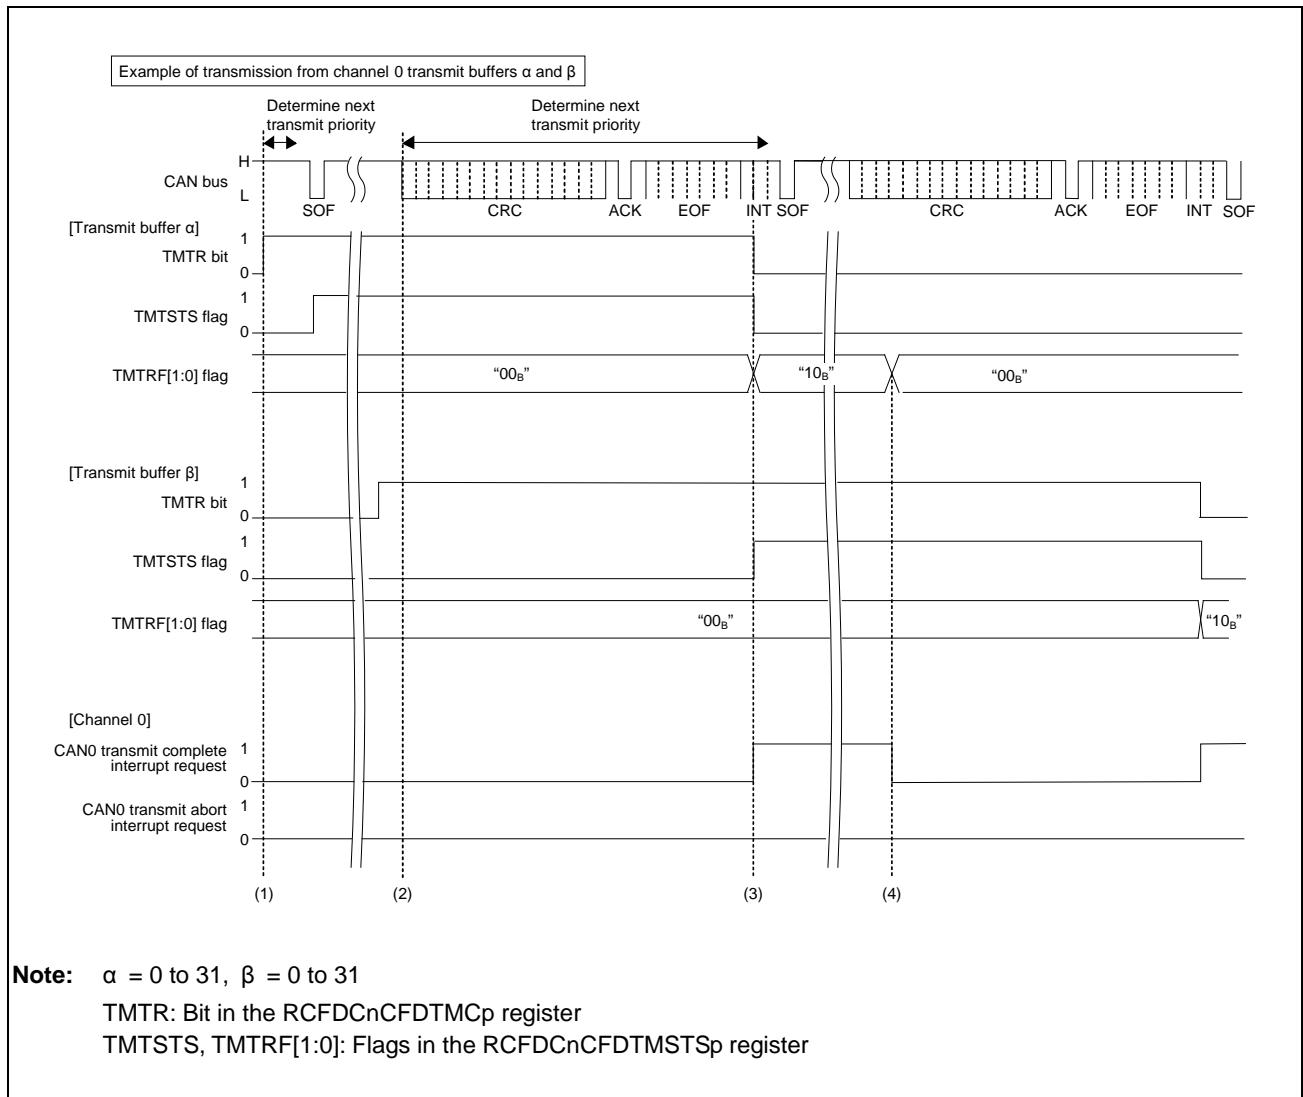 Example of transmission from channel 0 transmit buffers α and β
Determine next
transmit priority
Determine next
transmit priority
H
CAN bus
L
SOF
CRC
ACK
EOF
INT
SOF
CRC
ACK
EOF
INT
SOF
[Transmit buffer α]
1
TMTR bit
0
1
TMTSTS flag
0
TMTRF[1:0] flag
“00B”
“10B”
“00B”
[Transmit buffer β]
1
TMTR bit
0
1
TMTSTS flag
0
TMTRF[1:0] flag
“00B”
“10B”
[Channel 0]
CAN0 transmit complete
interrupt request
1
0
CAN0 transmit abort
interrupt request
1
0
(1)
(2)
(3)
(4)
Note: α = 0 to 31, β = 0 to 31
TMTR: Bit in the RCFDCnCFDTMCp register
TMTSTS, TMTRF[1:0]: Flags in the RCFDCnCFDTMSTSp register